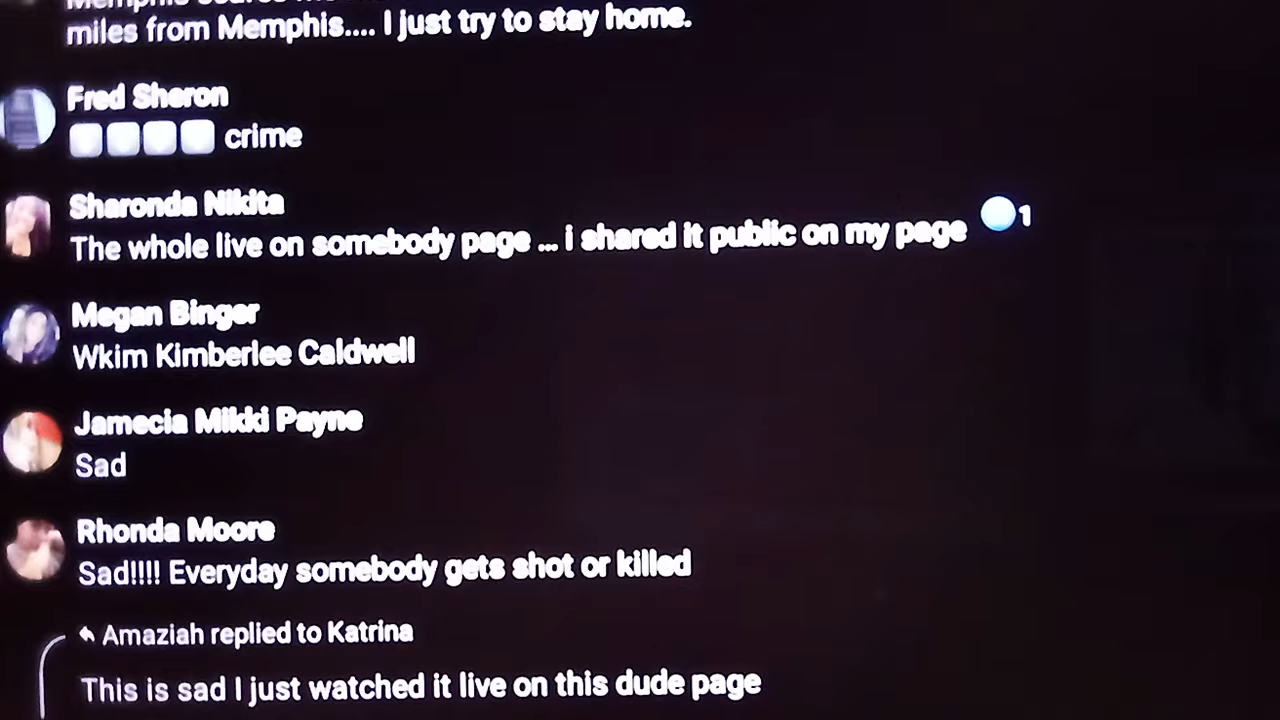 miles from Memphis.... I just try to stay home.
Fred Sheron
crime
Sharonda Nikita
The whole live on somebody page ... i shared it public on my page 1
Megan Binger
Wkim Kimberlee Caldwell
Jamecia Mikki Payne
Sad
Rhonda Moore
Sad!!!! Everyday somebody gets shot or killed
Amaziah replied to Katrina
This is sad I just watched it live on this dude page